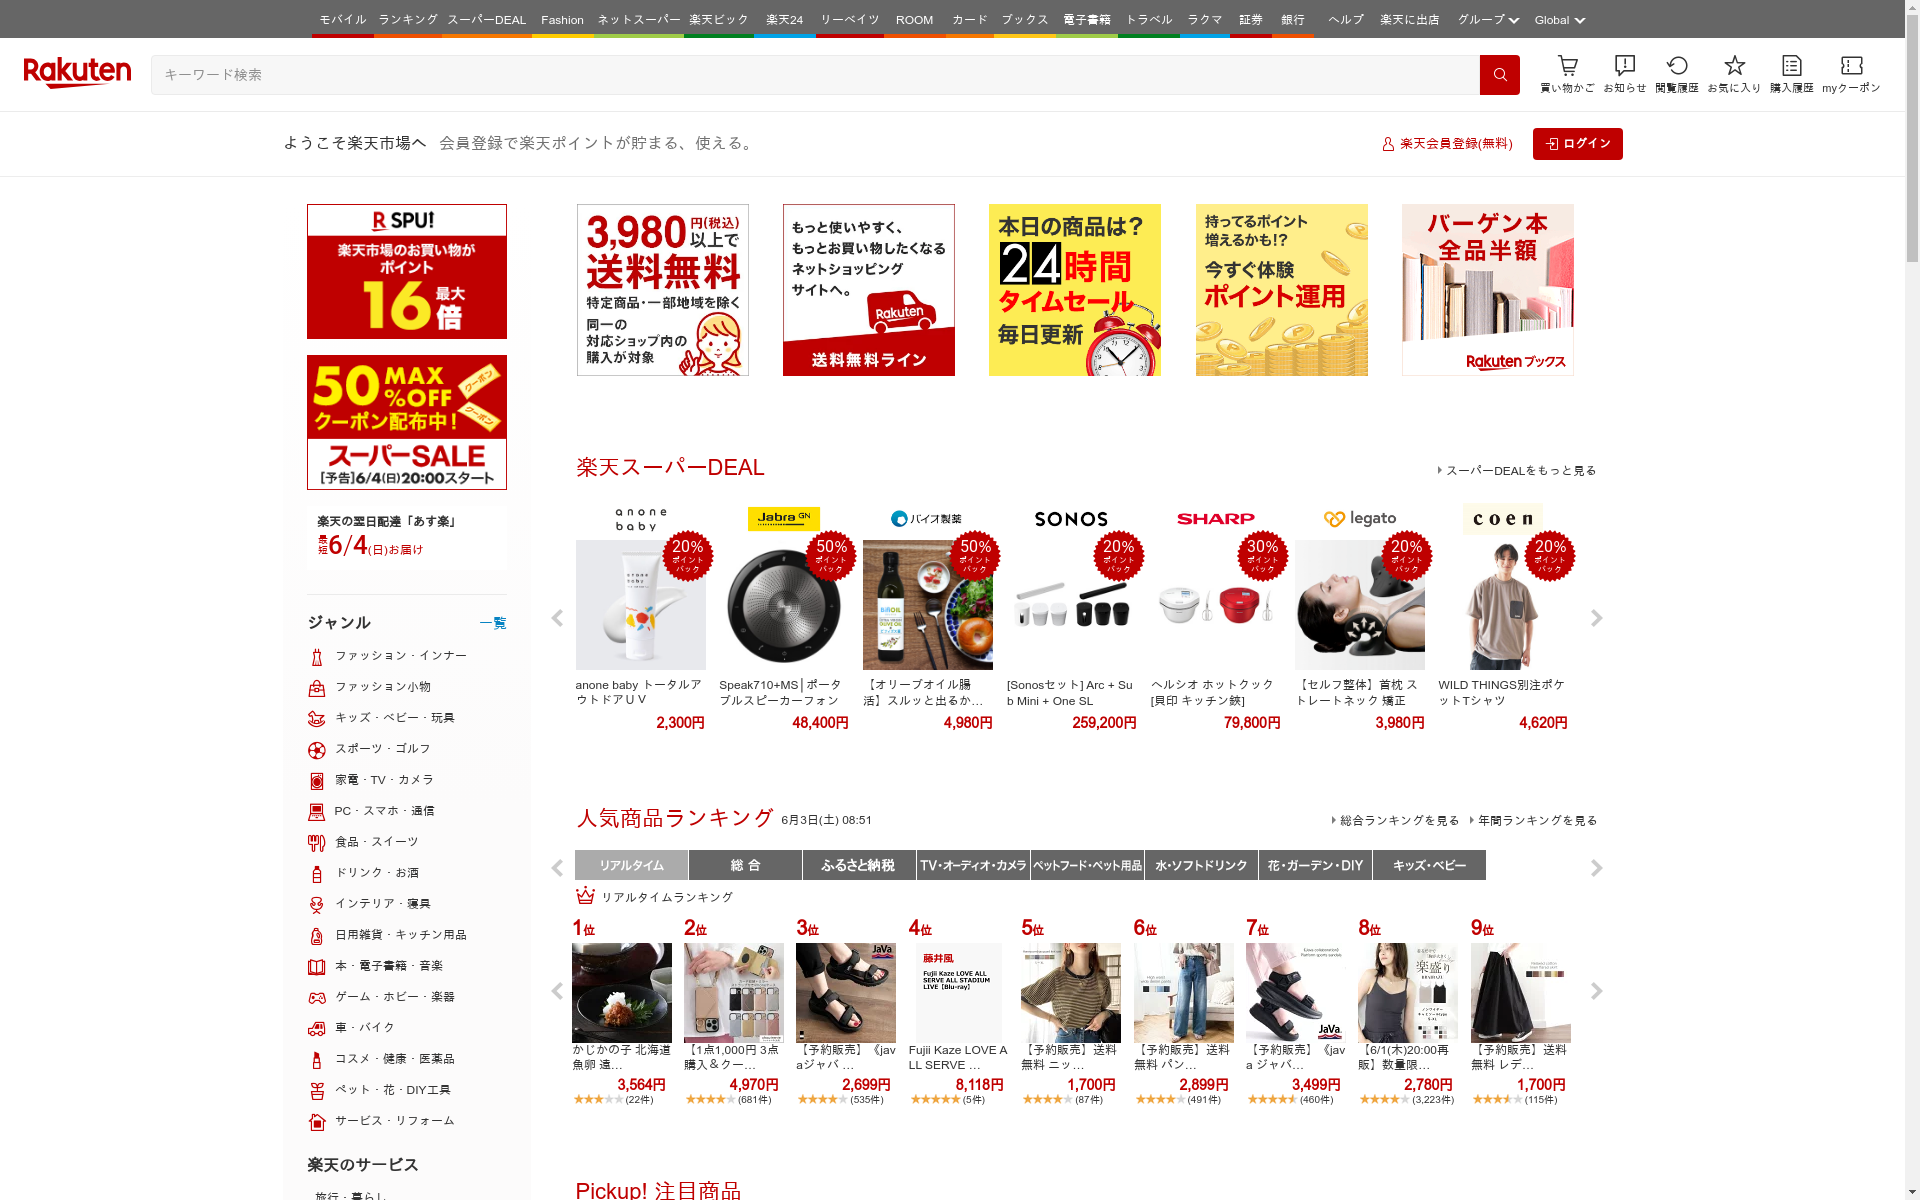 モバイル ランキング スーパーDEAL Fashion ネットスーパー 楽天ビック 楽天24 リーベイツ ROOM カード ブックス 電子書籍 トラベル ラクマ 証券 銀行 ヘルプ 楽天に出店 グループ Global
Rakuten
キーワード検索
買い物かご お知らせ 閲覧履歴 お気に入り 購入履歴 myクーポン
ようこそ楽天市場へ 会員登録で楽天ポイントが貯まる、使える。
楽天会員登録(無料) ログイン
R SPU!
楽天市場のお買い物が
ポイント
16 最大倍
50 MAX %OFF
クーポン クーポン
クーポン配布中!
スーパーSALE
[予告]6/4(日)20:00スタート
楽天の翌日配達「あす楽」
最短6/4(日)お届け
ジャンル 一覧
ファッション・インナー
ファッション小物
キッズ・ベビー・玩具
スポーツ・ゴルフ
家電・TV・カメラ
PC・スマホ・通信
食品・スイーツ
ドリンク・お酒
インテリア・寝具
日用雑貨・キッチン用品
本・電子書籍・音楽
ゲーム・ホビー・楽器
車・バイク
コスメ・健康・医薬品
ペット・花・DIY工具
サービス・リフォーム
楽天のサービス
旅行・暮らし
3,980円(税込)以上で
送料無料
特定商品・一部地域を除く
同一の
対応ショップ内の
購入が対象
もっと使いやすく、
もっとお買い物したくなる
ネットショッピング
サイトへ。
Rakuten
送料無料ライン
本日の商品は?
24時間
タイムセール
毎日更新
持ってるポイント
増えるかも!?
今すぐ体験
ポイント運用
バーゲン本
全品半額
Rakuten ブックス
楽天スーパーDEAL スーパーDEALをもっと見る
anone baby
20% ポイントバック
anone baby トータルア
ウトドアＵＶ
2,300円
Jabra GN
50% ポイントバック
Speak710+MS│ポータ
ブルスピーカーフォン
48,400円
バイオ製薬
50% ポイントバック
【オリーブオイル腸
活】スルッと出るか…
4,980円
SONOS
20% ポイントバック
[Sonosセット] Arc + Su
b Mini + One SL
259,200円
SHARP
30% ポイントバック
ヘルシオ ホットクック
[貝印 キッチン鋏]
79,800円
legato
20% ポイントバック
【セルフ整体】首枕 ス
トレートネック 矯正
3,980円
coen
20% ポイントバック
WILD THINGS別注ポケ
ットTシャツ
4,620円
人気商品ランキング 6月3日(土) 08:51 総合ランキングを見る 年間ランキングを見る
リアルタイム 総合 ふるさと納税 TV・オーディオ・カメラ ペットフード・ペット用品 水・ソフトドリンク 花・ガーデン・DIY キッズ・ベビー
リアルタイムランキング
1位
かじかの子 北海道
魚卵 遠…
3,564円
(22件)
2位
【1点1,000円 3点
購入＆クー…
4,970円
(681件)
3位
JaVa
【予約販売】《jav
aジャバ …
2,699円
(535件)
4位
藤井風
Fujii Kaze LOVE ALL
SERVE ALL STADIUM
LIVE【Blu-ray】
Fujii Kaze LOVE A
LL SERVE …
8,118円
(5件)
5位
【予約販売】送料
無料 ニッ…
1,700円
(87件)
6位
【予約販売】送料
無料 パン…
2,899円
(491件)
7位
JaVa
【予約販売】《jav
a ジャバ…
3,499円
(460件)
8位
楽盛り
【6/1(木)20:00再
販】数量限…
2,780円
(3,223件)
9位
【予約販売】送料
無料 レデ…
1,700円
(115件)
Pickup! 注目商品